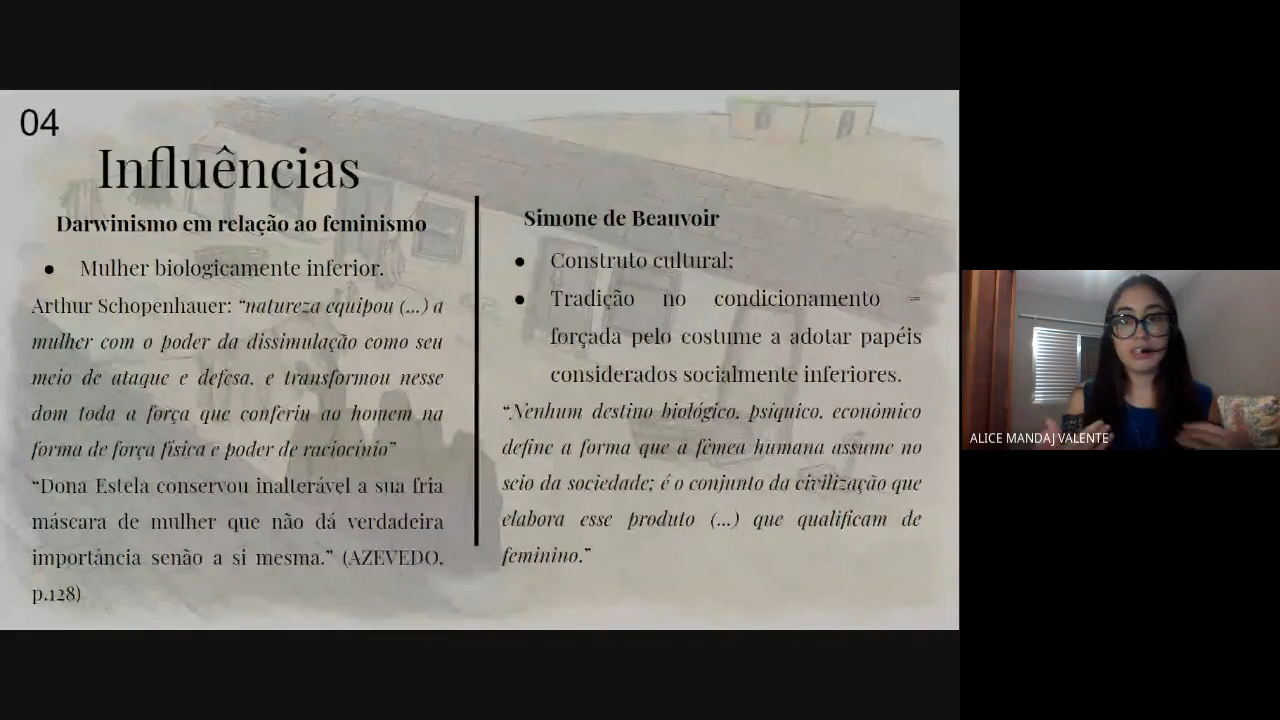 04
Influências
Darwinismo em relação ao feminismo
● Mulher biologicamente inferior.
Arthur Schopenhauer: “natureza equipou (...) a
mulher com o poder da dissimulação como seu
meio de ataque e defesa, e transformou nesse
dom toda a força que conferiu ao homem na
forma de força física e poder de raciocínio”
“Dona Estela conservou inalterável a sua fria
máscara de mulher que não dá verdadeira
importância senão a si mesma.” (AZEVEDO,
p.128)
Simone de Beauvoir
● Construto cultural;
● Tradição no condicionamento =
forçada pelo costume a adotar papéis
considerados socialmente inferiores.
“Nenhum destino biológico, psíquico, econômico
define a forma que a fêmea humana assume no
seio da sociedade; é o conjunto da civilização que
elabora esse produto (...) que qualificam de
feminino.”
ALICE MANDAJ VALENTE